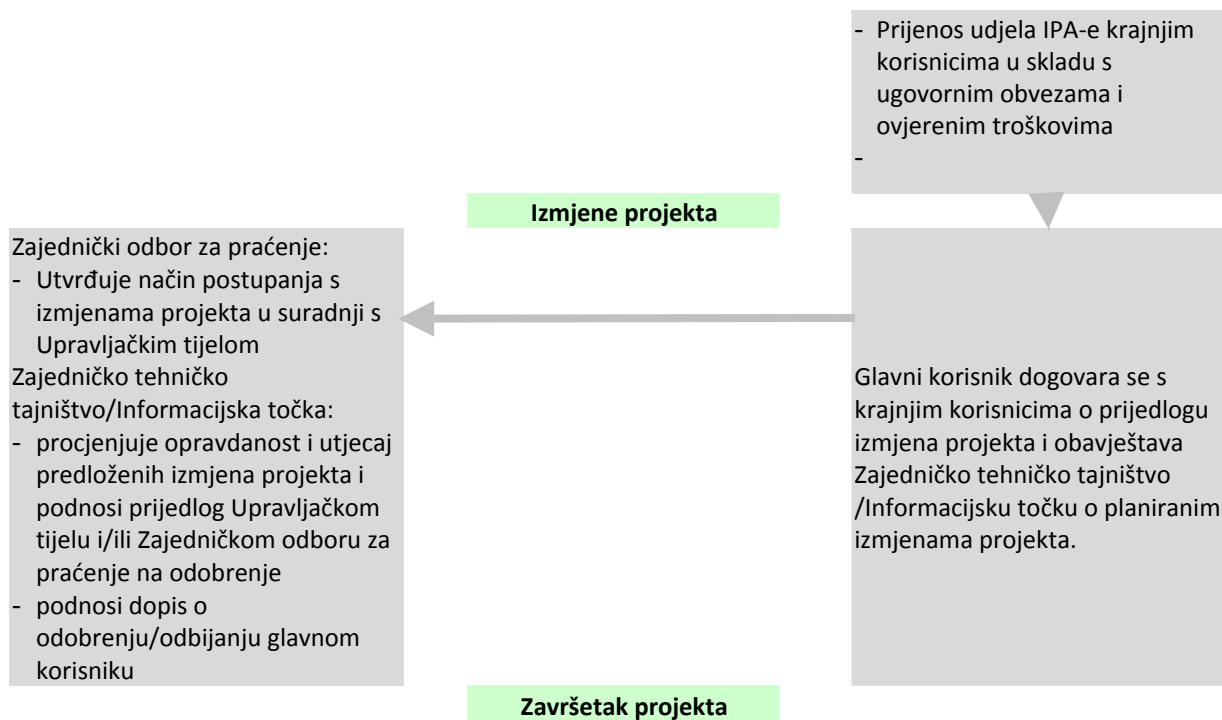 - Prijenos udjela IPA-e krajnjim
korisnicima u skladu s
ugovornim obvezama i
ovjerenim troškovima
-
Izmjene projekta
Zajednički odbor za praćenje:
- Utvrđuje način postupanja s
izmjenama projekta u suradnji s
Upravljačkim tijelom
Zajedničko tehničko
tajništvo/Informacijska točka:
- procjenjuje opravdanost i utjecaj
predloženih izmjena projekta i
podnosi prijedlog Upravljačkom
tijelu i/ili Zajedničkom odboru za
praćenje na odobrenje
- podnosi dopis o
odobrenju/odbijanju glavnom
korisniku
Glavni korisnik dogovara se s
krajnjim korisnicima o prijedlogu
izmjena projekta i obavještava
Zajedničko tehničko tajništvo
/Informacijsku točku o planiranim
izmjenama projekta.
Završetak projekta